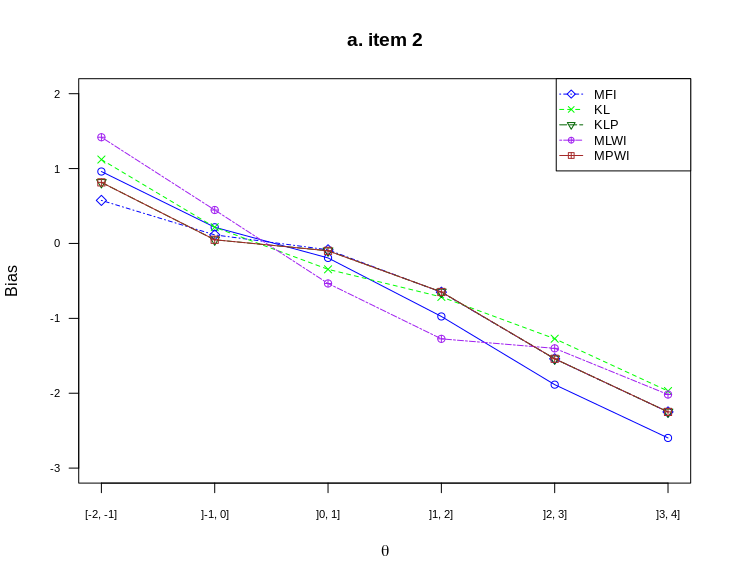 a. item 2
MFI
KL
KLP
MLWI
MPWI
2
1
0
-1
-2
-3
Bias
[-2, -1]
]-1, 0]
]0, 1]
]1, 2]
]2, 3]
]3, 4]
θ